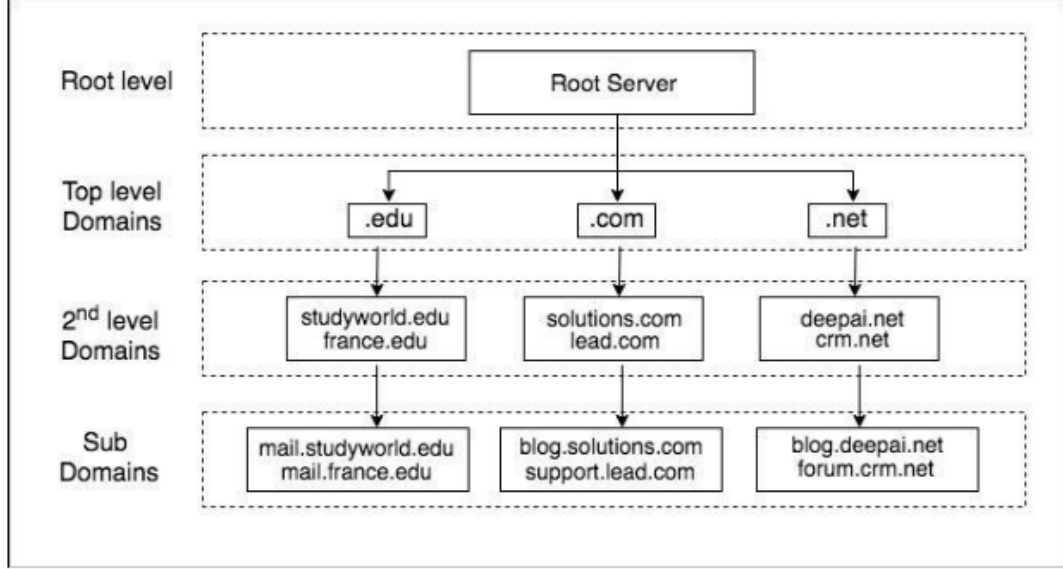 Root level
Root Server
Top level
Domains
.edu
.com
.net
2nd level
Domains
studyworld.edu
france.edu
solutions.com
lead.com
deepai.net
crm.net
Sub
Domains
mail.studyworld.edu
mail.france.edu
blog.solutions.com
support.lead.com
blog.deepai.net
forum.crm.net